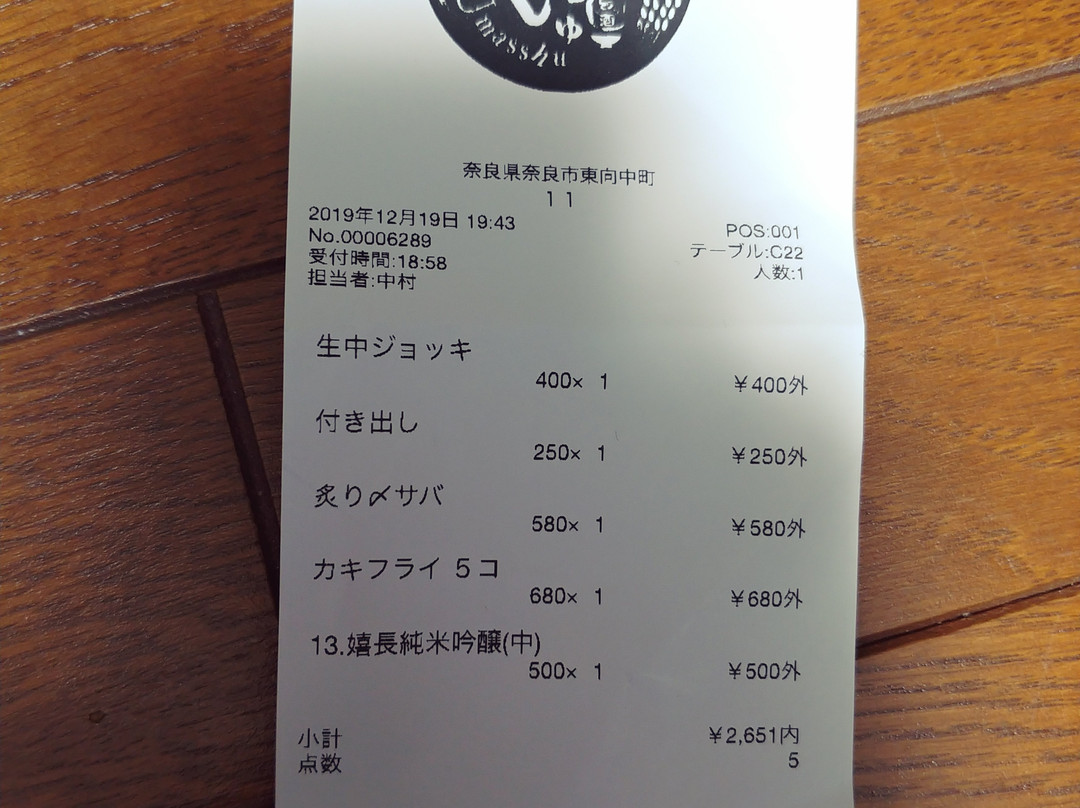 酒
Umasshu
奈良県奈良市東向中町
11
2019年12月19日 19:43
POS:001
No.00006289
テーブル:C22
受付時間:18:58
人数:1
担当者:中村
生中ジョッキ
400× 1 ¥400外
付き出し
250× 1 ¥250外
炙り〆サバ
580× 1 ¥580外
カキフライ 5コ
680× 1 ¥680外
13.嬉長純米吟醸(中)
500× 1 ¥500外
小計 ¥2,651内
点数 5